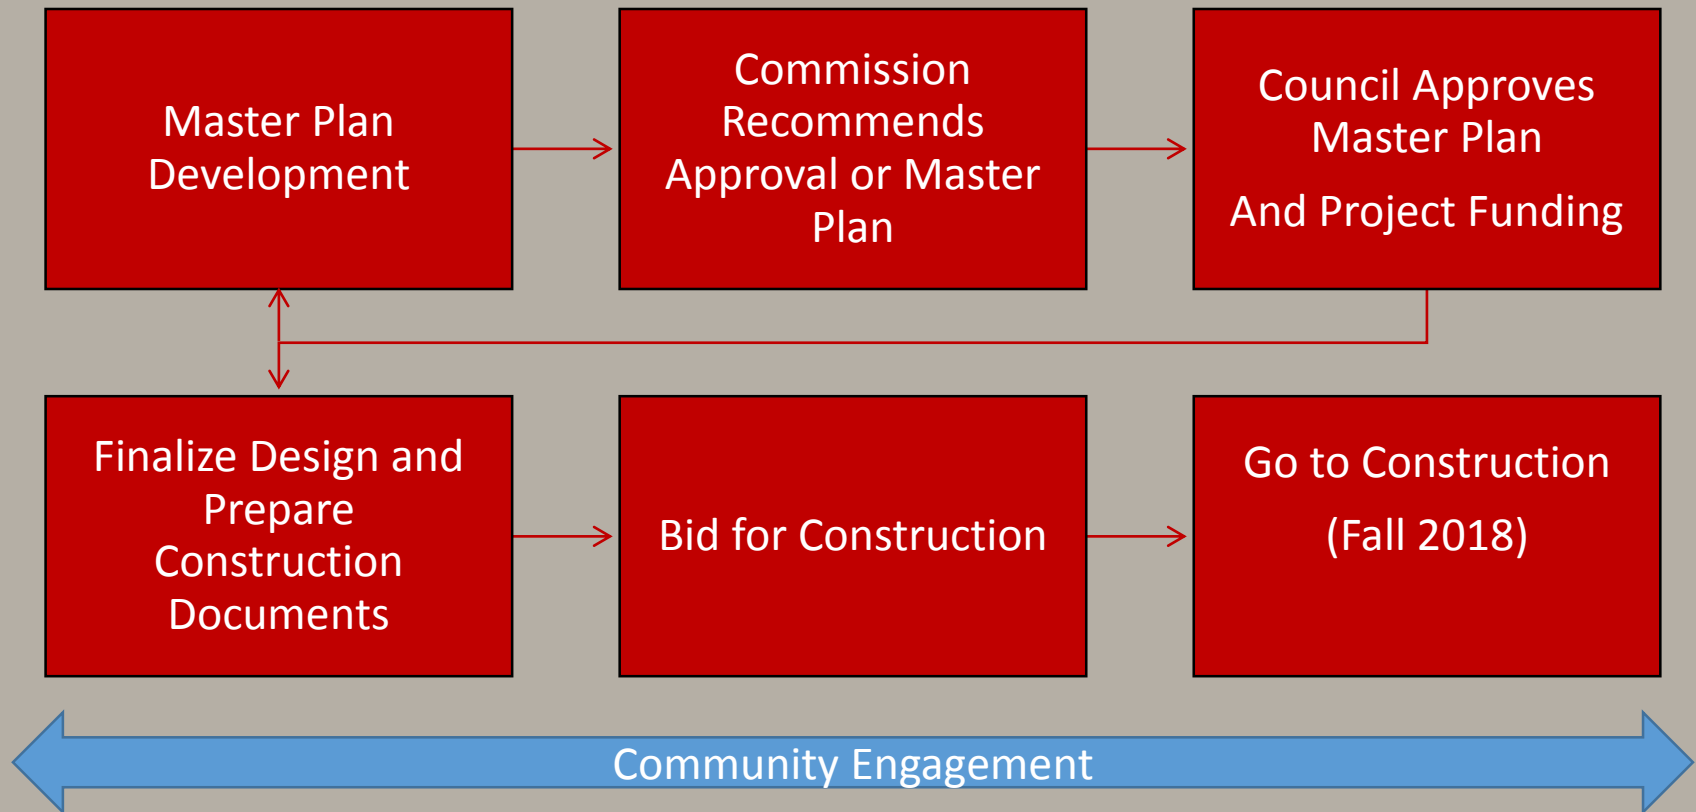 Master Plan
Development
Commission
Recommends
Approval or Master
Plan
Council Approves
Master Plan
And Project Funding
Finalize Design and
Prepare
Construction
Documents
Bid for Construction
Go to Construction
(Fall 2018)
Community Engagement